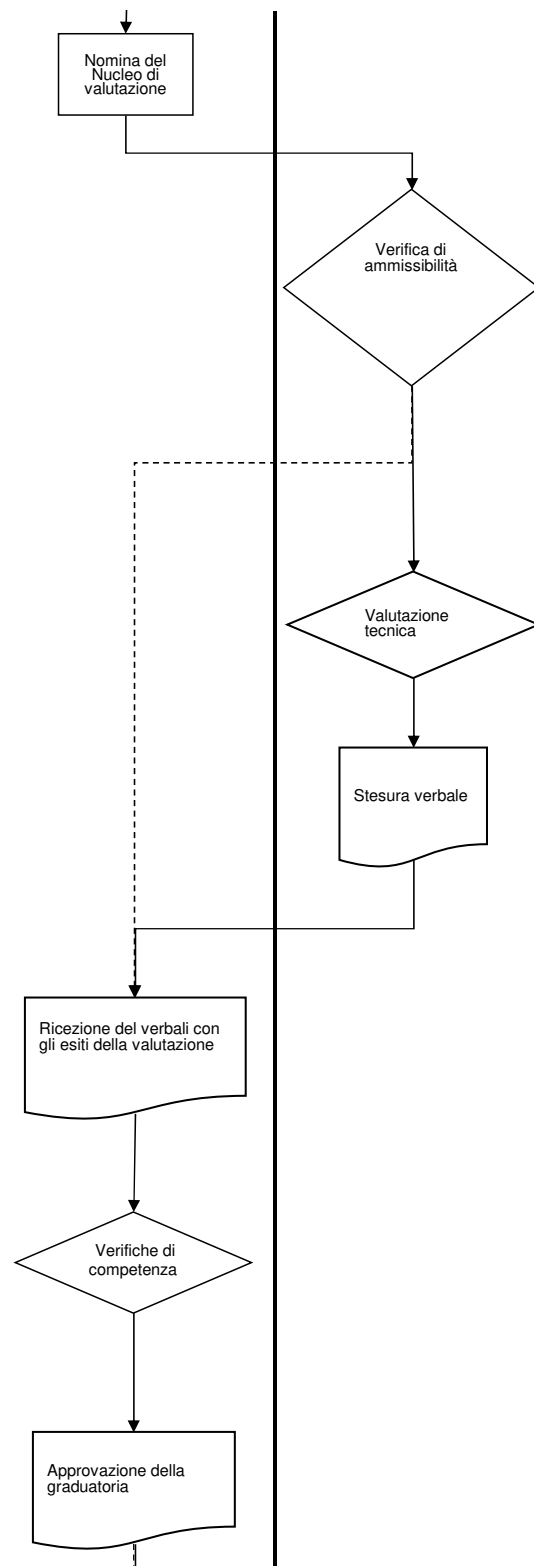 Nomina del
Nucleo di
valutazione
Verifica di
ammissibilità
Valutazione
tecnica
Stesura verbale
Ricezione del verbali con
gli esiti della valutazione
Verifiche di
competenza
Approvazione della
graduatoria